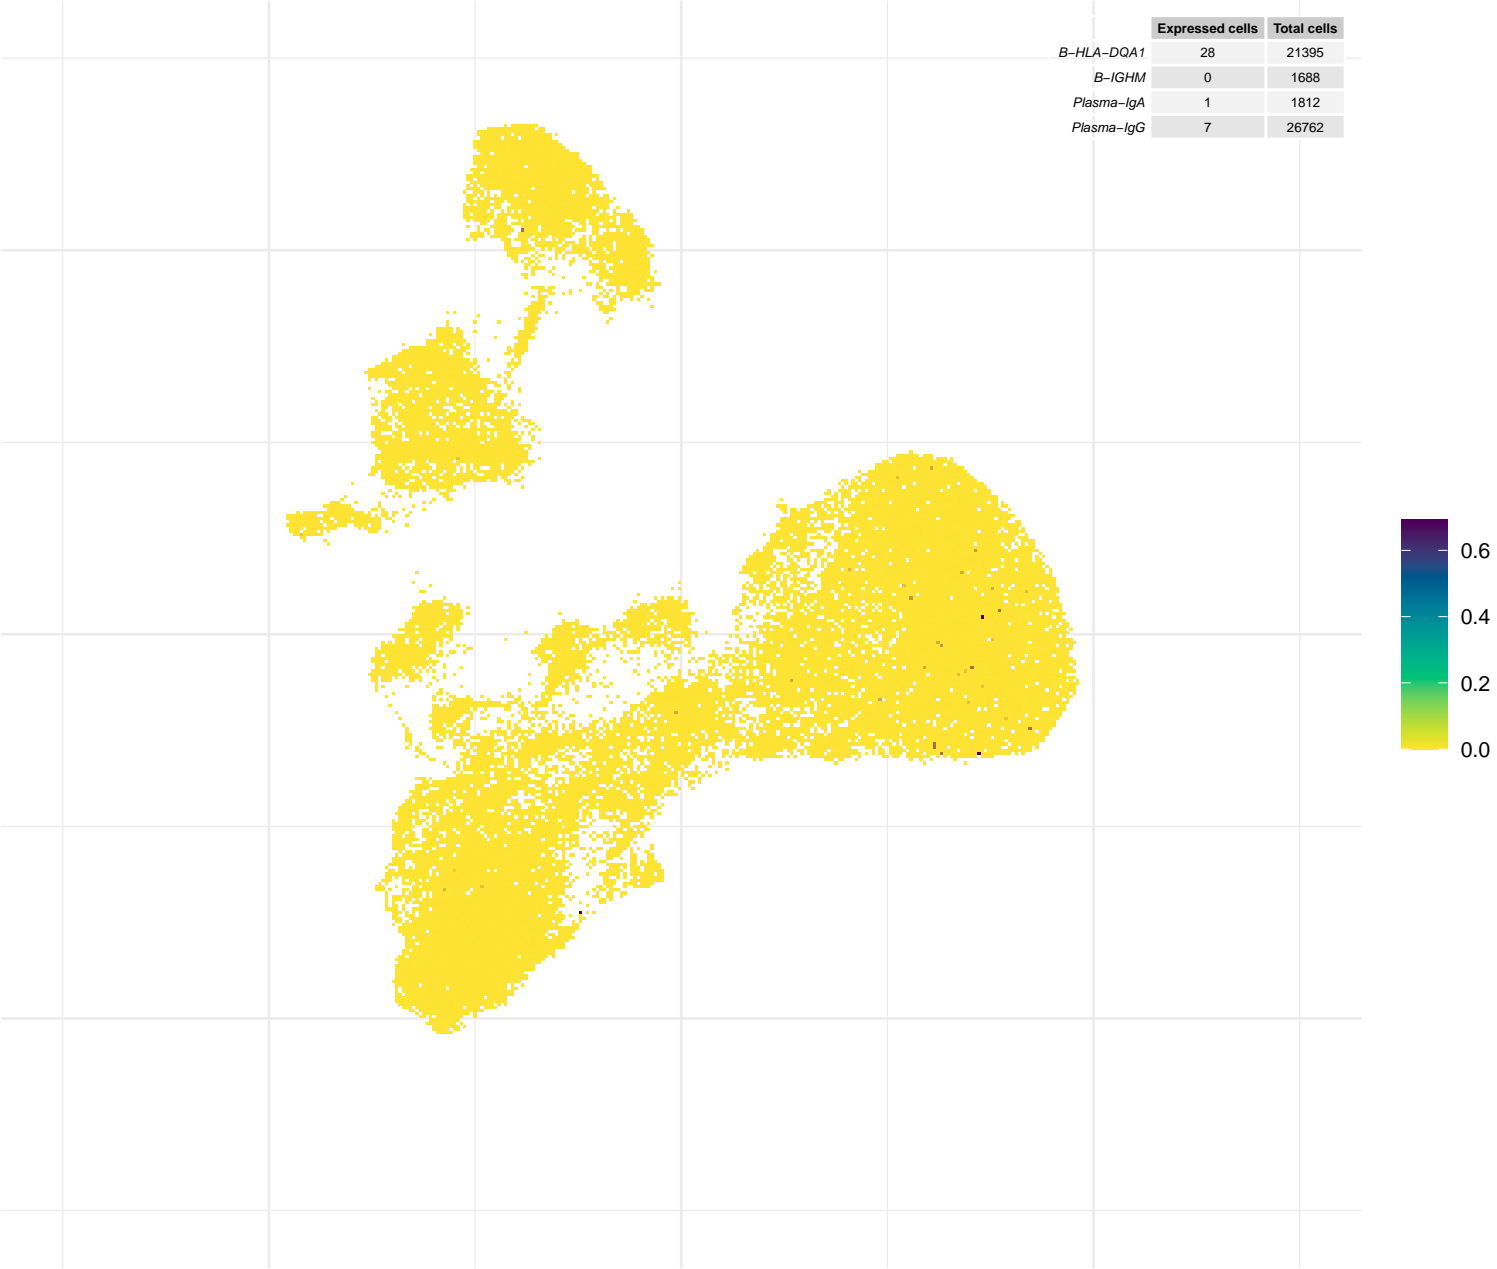 Expressed cells Total cells
B−HLA−DQA1 28 21395
B−IGHM 0 1688
Plasma−IgA 1 1812
Plasma−IgG 7 26762
0.6
0.4
0.2
0.0